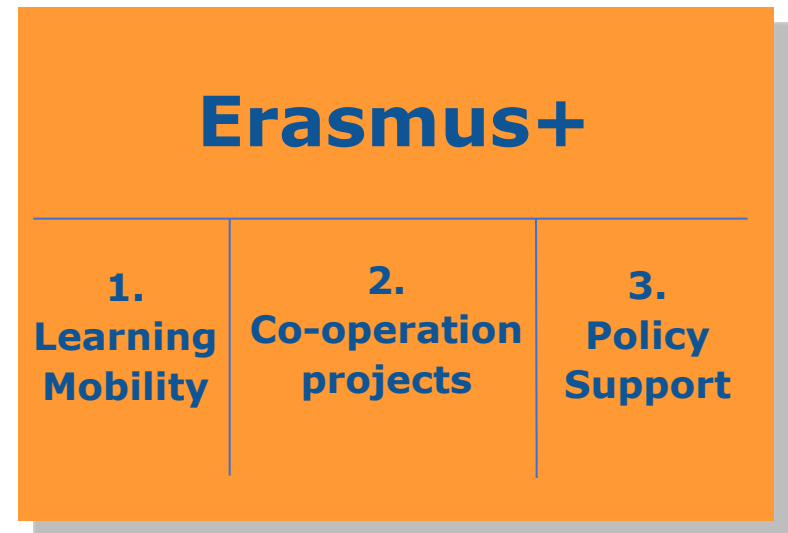 Erasmus+
1.
Learning
Mobility
2.
Co-operation
projects
3.
Policy
Support